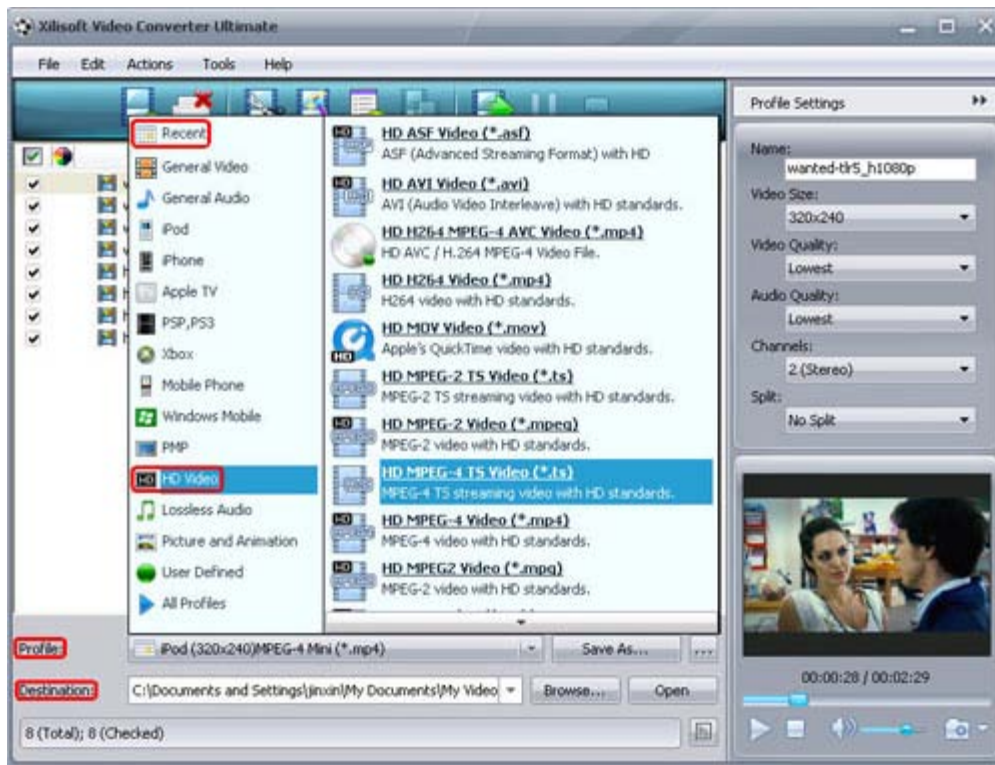 Xilisoft Video Converter Ultimate
File Edit Actions Tools Help
Recent
General Video
General Audio
iPod
iPhone
Apple TV
PSP,PS3
Xbox
Mobile Phone
Windows Mobile
PMP
HD Video
Lossless Audio
Picture and Animation
User Defined
All Profiles
HD ASF Video (*.asf)
ASF (Advanced Streaming Format) with HD
HD AVI Video (*.avi)
AVI (Audio Video Interleave) with HD standards.
HD H264 MPEG-4 AVC Video (*.mp4)
HD AVC / H.264 MPEG-4 Video File.
HD H264 Video (*.mp4)
H264 video with HD standards.
HD MOV Video (*.mov)
Apple's QuickTime video with HD standards.
HD MPEG-2 TS Video (*.ts)
MPEG-2 TS streaming video with HD standards.
HD MPEG-2 Video (*.mpeg)
MPEG-2 video with HD standards.
HD MPEG-4 TS Video (*.ts)
MPEG-4 TS streaming video with HD standards.
HD MPEG-4 Video (*.mp4)
MPEG-4 video with HD standards.
HD MPEG2 Video (*.mpg)
MPEG-2 video with HD standards.
Profile: iPod (320x240)MPEG-4 Mini (*.mp4) Save As... ...
Destination: C:\Documents and Settings\jinxin\My Documents\My Video Browse... Open
8 (Total); 8 (Checked)
Profile Settings
Name:
wanted-tlr5_h1080p
Video Size:
320x240
Video Quality:
Lowest
Audio Quality:
Lowest
Channels:
2 (Stereo)
Split:
No Split
00:00:28 / 00:02:29